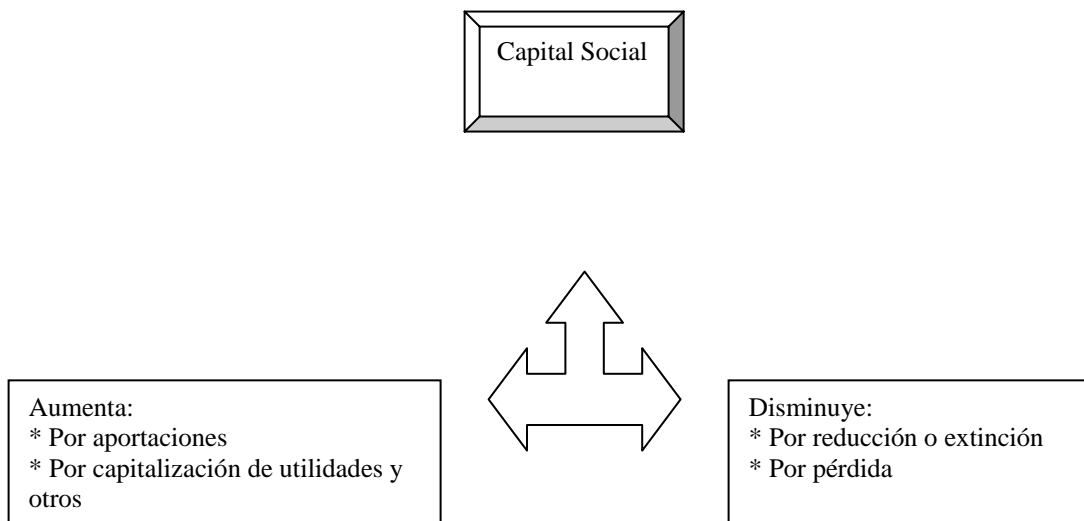 Capital Social
Aumenta:
* Por aportaciones
* Por capitalización de utilidades y
otros
Disminuye:
* Por reducción o extinción
* Por pérdida